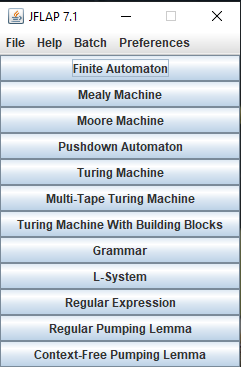 JFLAP 7.1
File Help Batch Preferences
Finite Automaton
Mealy Machine
Moore Machine
Pushdown Automaton
Turing Machine
Multi-Tape Turing Machine
Turing Machine With Building Blocks
Grammar
L-System
Regular Expression
Regular Pumping Lemma
Context-Free Pumping Lemma